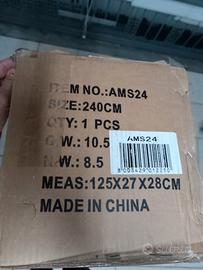 ITEM NO.:AMS24
SIZE:240CM
QTY: 1 PCS
G.W.: 10.5
N.W.: 8.5
AMS24
MEAS:125X27X28CM
MADE IN CHINA